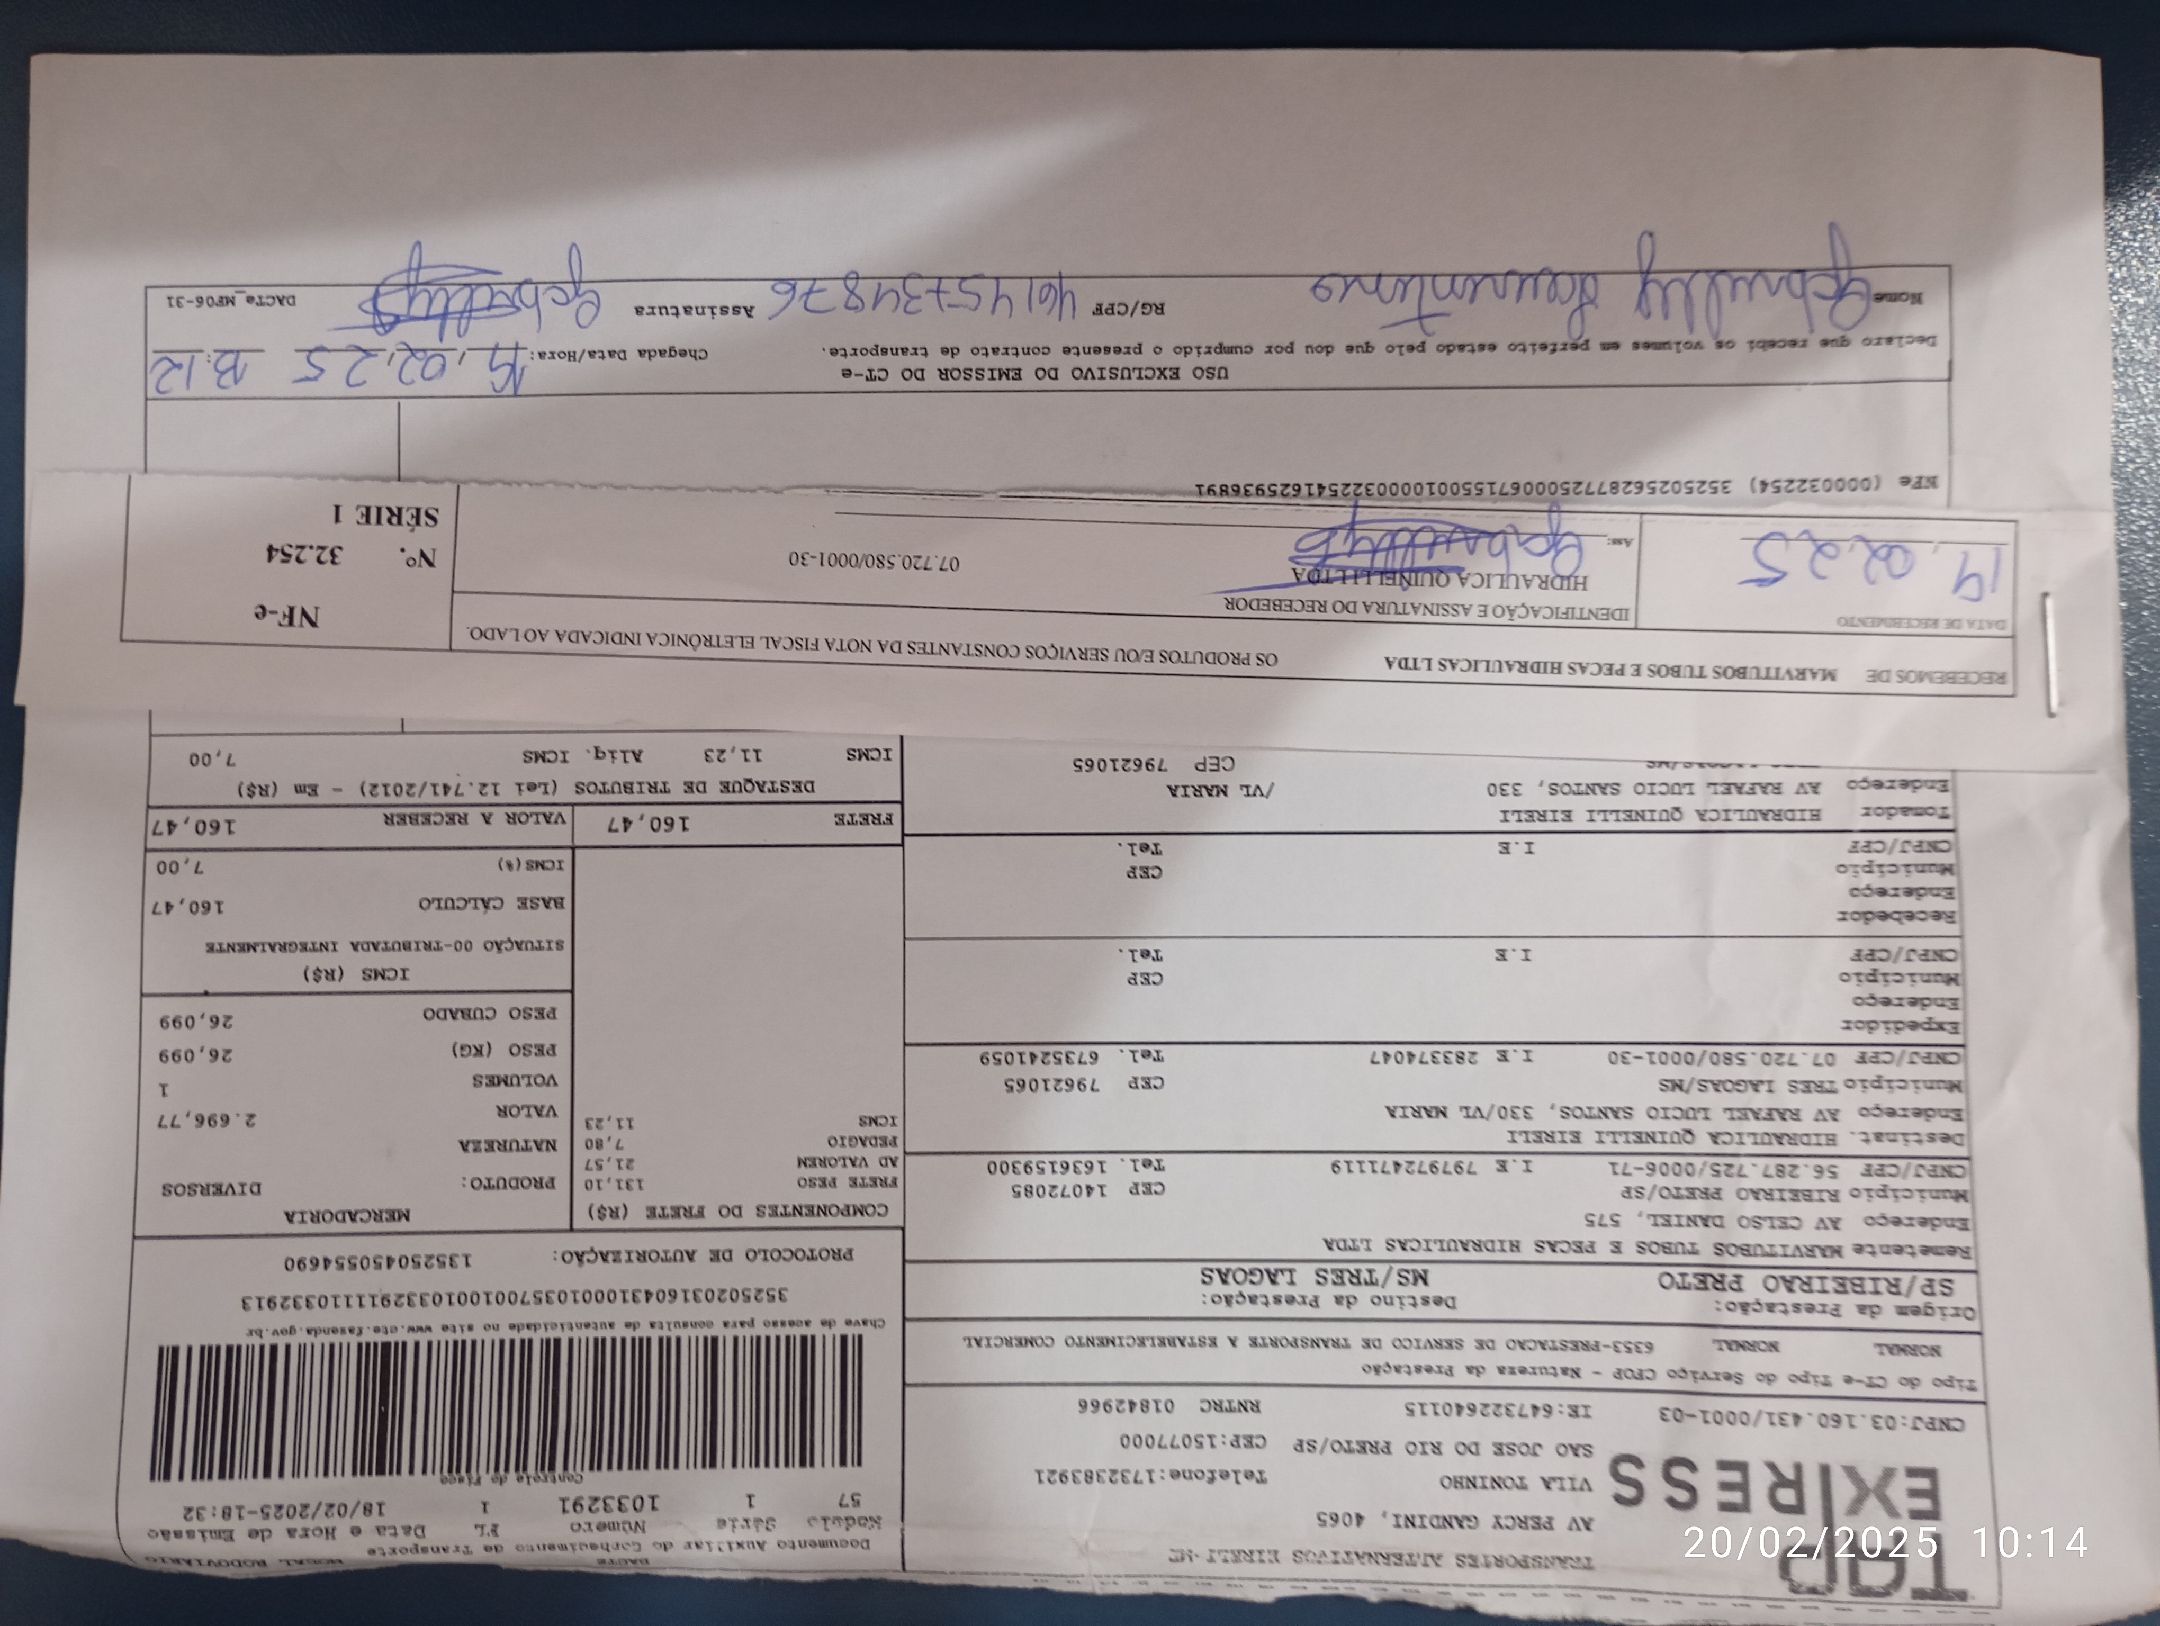 TRANSPORTES ALTERNATIVOS EIRELI-ME
EXPRESS
AV PERCY GANDINI, 4065
VILA TONINHO Telefone:1732383921
SAO JOSE DO RIO PRETO/SP CEP:15077000
CNPJ:03.160.431/0001-03 IE:647322640115 RNTRC 01842966
DACTE MODAL RODOVIÁRIO
Documento Auxiliar do Conhecimento de Transporte
Modelo Série Número FL Data e Hora de Emissão
57 1 1033291 1 18/02/2025-18:32
Controle do Fisco
Chave de acesso para consulta de autenticidade no site www.cte.fazenda.gov.br
PROTOCOLO DE AUTORIZAÇÃO: 135250450554690
Tipo do CT-e Tipo do Serviço CFOP - Natureza da Prestação
NORMAL NORMAL 6353-PRESTACAO DE SERVICO DE TRANSPORTE A ESTABELECIMENTO COMERCIAL
Origem da Prestação: Destino da Prestação:
SP/RIBEIRAO PRETO MS/TRES LAGOAS
Remetente MARVITUBOS TUBOS E PECAS HIDRAULICAS LTDA
Endereço AV CELSO DANIEL, 575
Município RIBEIRAO PRETO/SP CEP 14072085
CNPJ/CPF 56.287.725/0006-71 I.E 797972471119 Tel. 1636159300
Destinat. HIDRAULICA QUINELLI EIRELI
Endereço AV RAFAEL LUCIO SANTOS, 330/VL MARIA
Município TRES LAGOAS/MS CEP 79621065
CNPJ/CPF 07.720.580/0001-30 I.E 283374047 Tel. 6735241059
Expedidor
Endereço
Município CEP
CNPJ/CPF I.E Tel.
Recebedor
Endereço
Município CEP
CNPJ/CPF I.E Tel.
Tomador HIDRAULICA QUINELLI EIRELI
Endereço AV RAFAEL LUCIO SANTOS, 330 /VL MARIA
CEP 79621065
COMPONENTES DO FRETE (R$)
FRETE PESO 131,10
AD VALOREM 21,57
PEDAGIO 7,80
ICMS 11,23
MERCADORIA
PRODUTO: DIVERSOS
NATUREZA
VALOR 2.696,77
VOLUMES 1
PESO (KG) 26,099
PESO CUBADO 26,099
ICMS (R$)
SITUAÇÃO 00-TRIBUTADA INTEGRALMENTE
BASE CÁLCULO 160,47
ICMS(%) 7,00
FRETE 160,47 VALOR A RECEBER 160,47
DESTAQUE DE TRIBUTOS (Lei 12.741/2012) - Em (R$)
ICMS 11,23 Aliq. ICMS 7,00
RECEBEMOS DE MARVITUBOS TUBOS E PECAS HIDRAULICAS LTDA OS PRODUTOS E/OU SERVIÇOS CONSTANTES DA NOTA FISCAL ELETRÔNICA INDICADA AO LADO.
DATA DE RECEBIMENTO
19,02,25
IDENTIFICAÇÃO E ASSINATURA DO RECEBEDOR
HIDRAULICA QUINELLI LTDA 07.720.580/0001-30
Ass:
NF-e
Nº. 32.254
SÉRIE 1
NFe (000032254)
USO EXCLUSIVO DO EMISSOR DO CT-e
Declaro que recebi os volumes em perfeito estado pelo que dou por cumprido o presente contrato de transporte.
Chegada Data/Hora: 19,02,25 13:12
Nome RG/CPF 46145734876 Assinatura
DACTe_MF06-31
20/02/2025 10:14